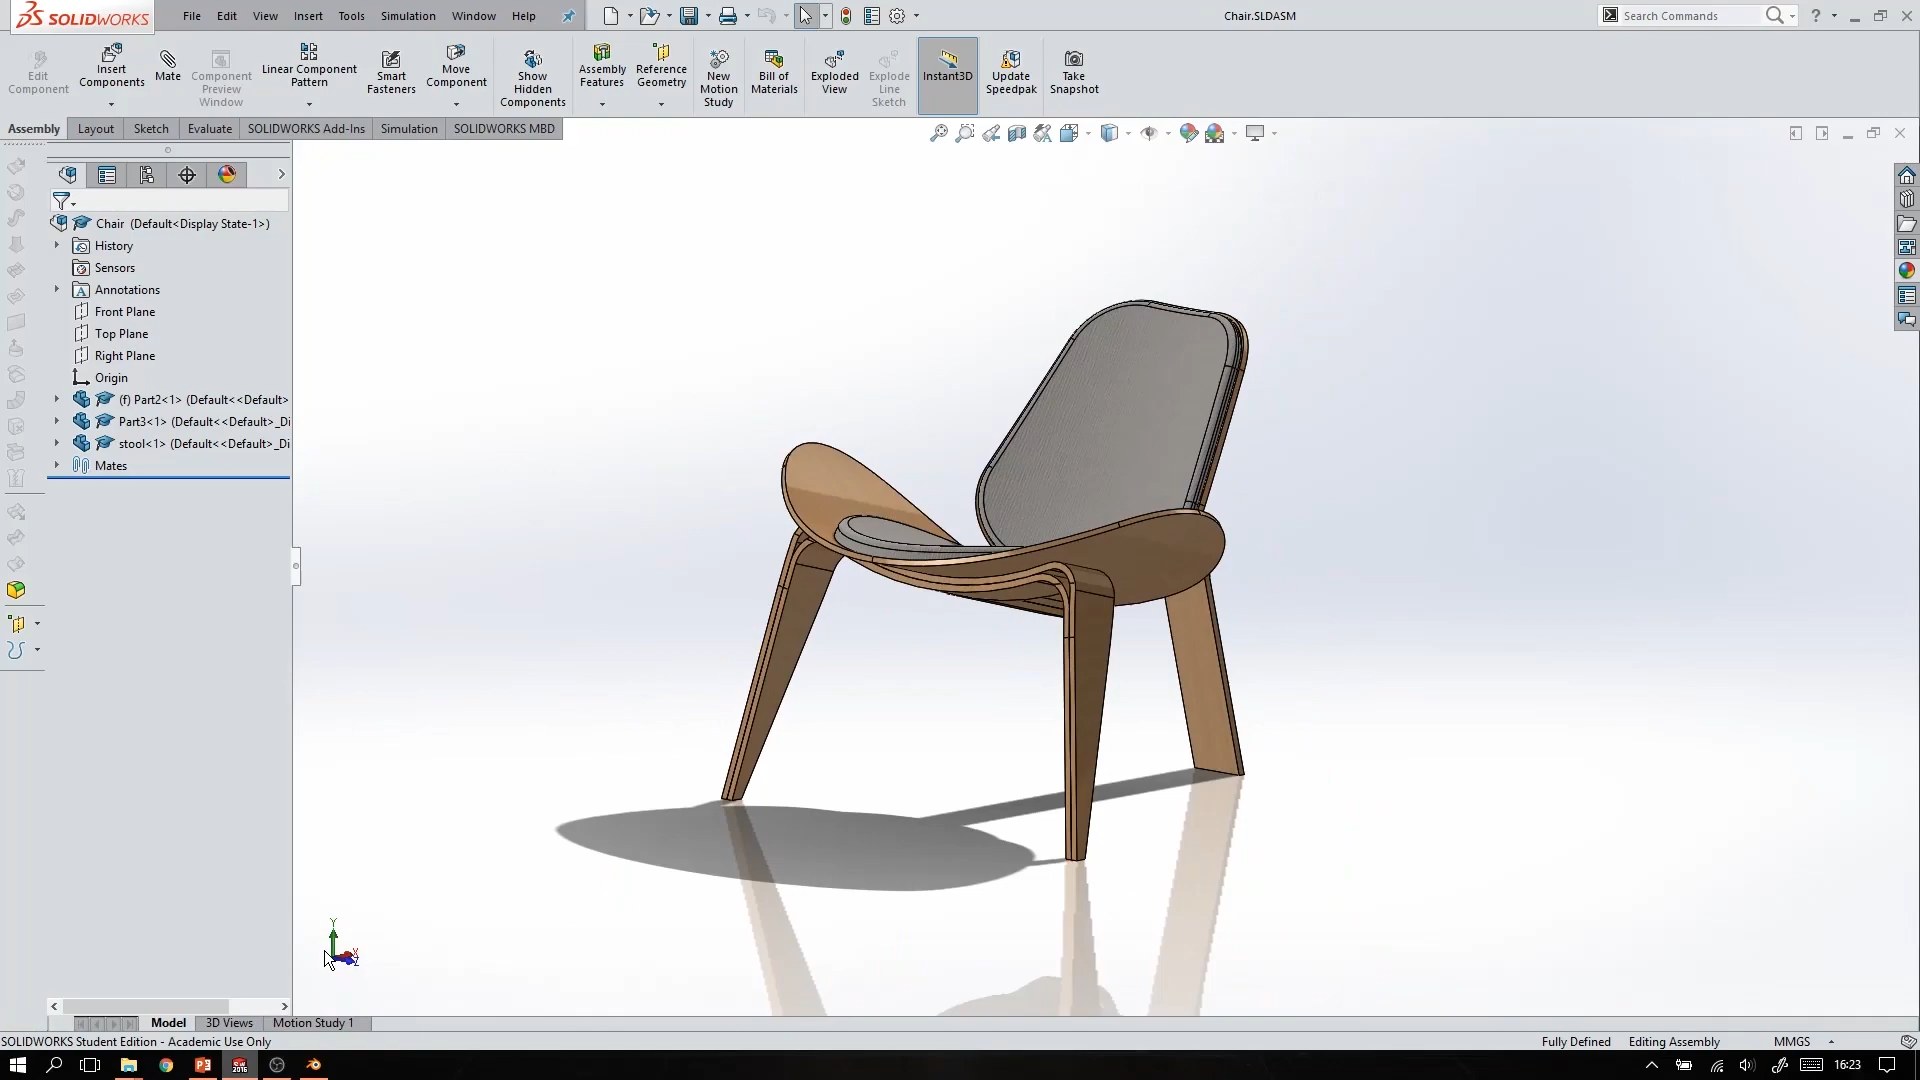 SOLIDWORKS
File Edit View Insert Tools Simulation Window Help
Chair.SLDASM
Search Commands
Edit Component
Insert Components
Mate
Component Preview Window
Linear Component Pattern
Smart Fasteners
Move Component
Show Hidden Components
Assembly Features
Reference Geometry
New Motion Study
Bill of Materials
Exploded View
Explode Line Sketch
Instant3D
Update Speedpak
Take Snapshot
Assembly Layout Sketch Evaluate SOLIDWORKS Add-Ins Simulation SOLIDWORKS MBD
Chair (Default<Display State-1>)
History
Sensors
Annotations
Front Plane
Top Plane
Right Plane
Origin
(f) Part2<1> (Default<<Default>
Part3<1> (Default<<Default>_Di
stool<1> (Default<<Default>_Di
Mates
Y
X
Z
Model 3D Views Motion Study 1
SOLIDWORKS Student Edition - Academic Use Only
Fully Defined Editing Assembly MMGS
16:23